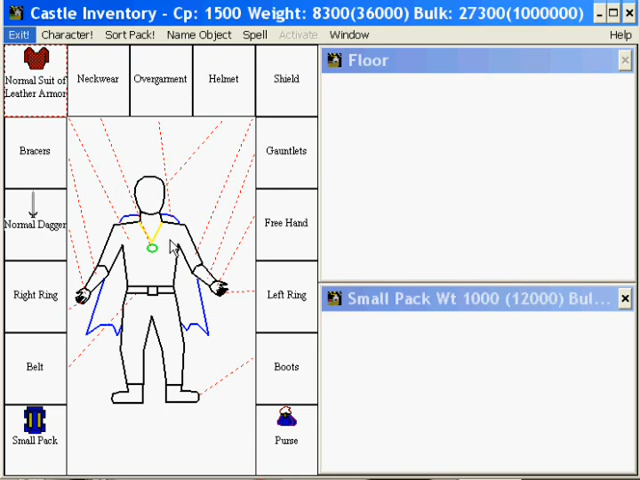 Castle Inventory - Cp: 1500 Weight: 8300(36000) Bulk: 27300(1000000)
Exit! Character! Sort Pack! Name Object Spell Activate Window Help
Normal Suit of
Leather Armor
Neckwear
Overgarment
Helmet
Shield
Floor
Bracers
Gauntlets
Normal Dagger
Free Hand
Right Ring
Left Ring
Small Pack Wt 1000 (12000) Bul...
Belt
Boots
Small Pack
Purse